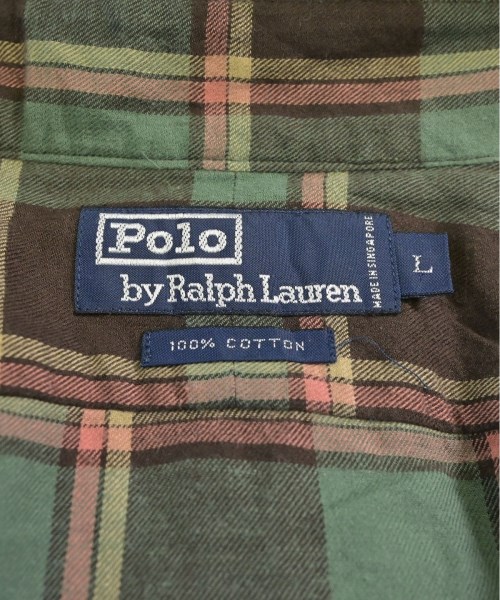 Polo
by Ralph Lauren
MADE IN SINGAPORE
L
100% COTTON